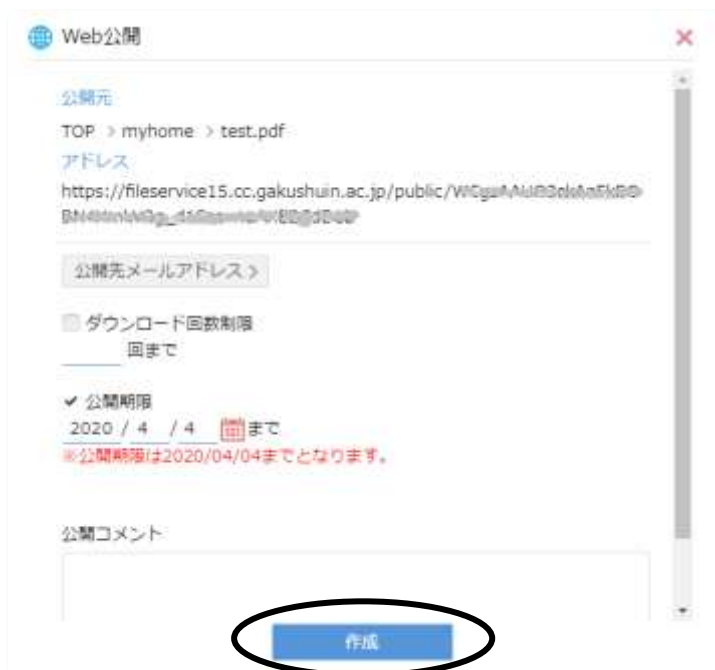 Web公開
公開元
TOP > myhome > test.pdf
アドレス
https://fileservice15.cc.gakushuin.ac.jp/public/
公開先メールアドレス >
ダウンロード回数制限
回まで
公開期限
2020 / 4 / 4 まで
※公開期限は2020/04/04までとなります。
公開コメント
作成